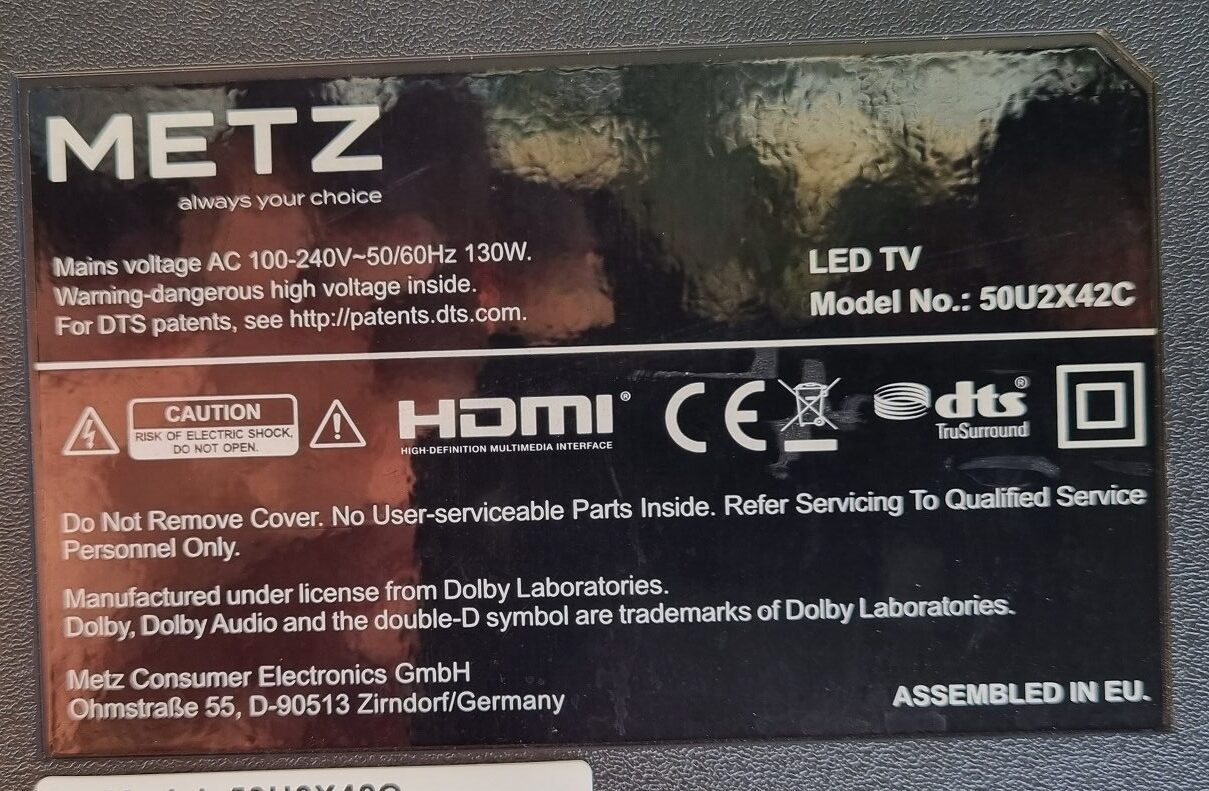 METZ
always your choice
Mains voltage AC 100-240V~50/60Hz 130W.
Warning-dangerous high voltage inside.
For DTS patents, see http://patents.dts.com.
LED TV
Model No.: 50U2X42C
CAUTION
RISK OF ELECTRIC SHOCK.
DO NOT OPEN.
HDMI®
HIGH-DEFINITION MULTIMEDIA INTERFACE
CE
dts®
TruSurround
Do Not Remove Cover. No User-serviceable Parts Inside. Refer Servicing To Qualified Service
Personnel Only.
Manufactured under license from Dolby Laboratories.
Dolby, Dolby Audio and the double-D symbol are trademarks of Dolby Laboratories.
Metz Consumer Electronics GmbH
Ohmstraße 55, D-90513 Zirndorf/Germany
ASSEMBLED IN EU.